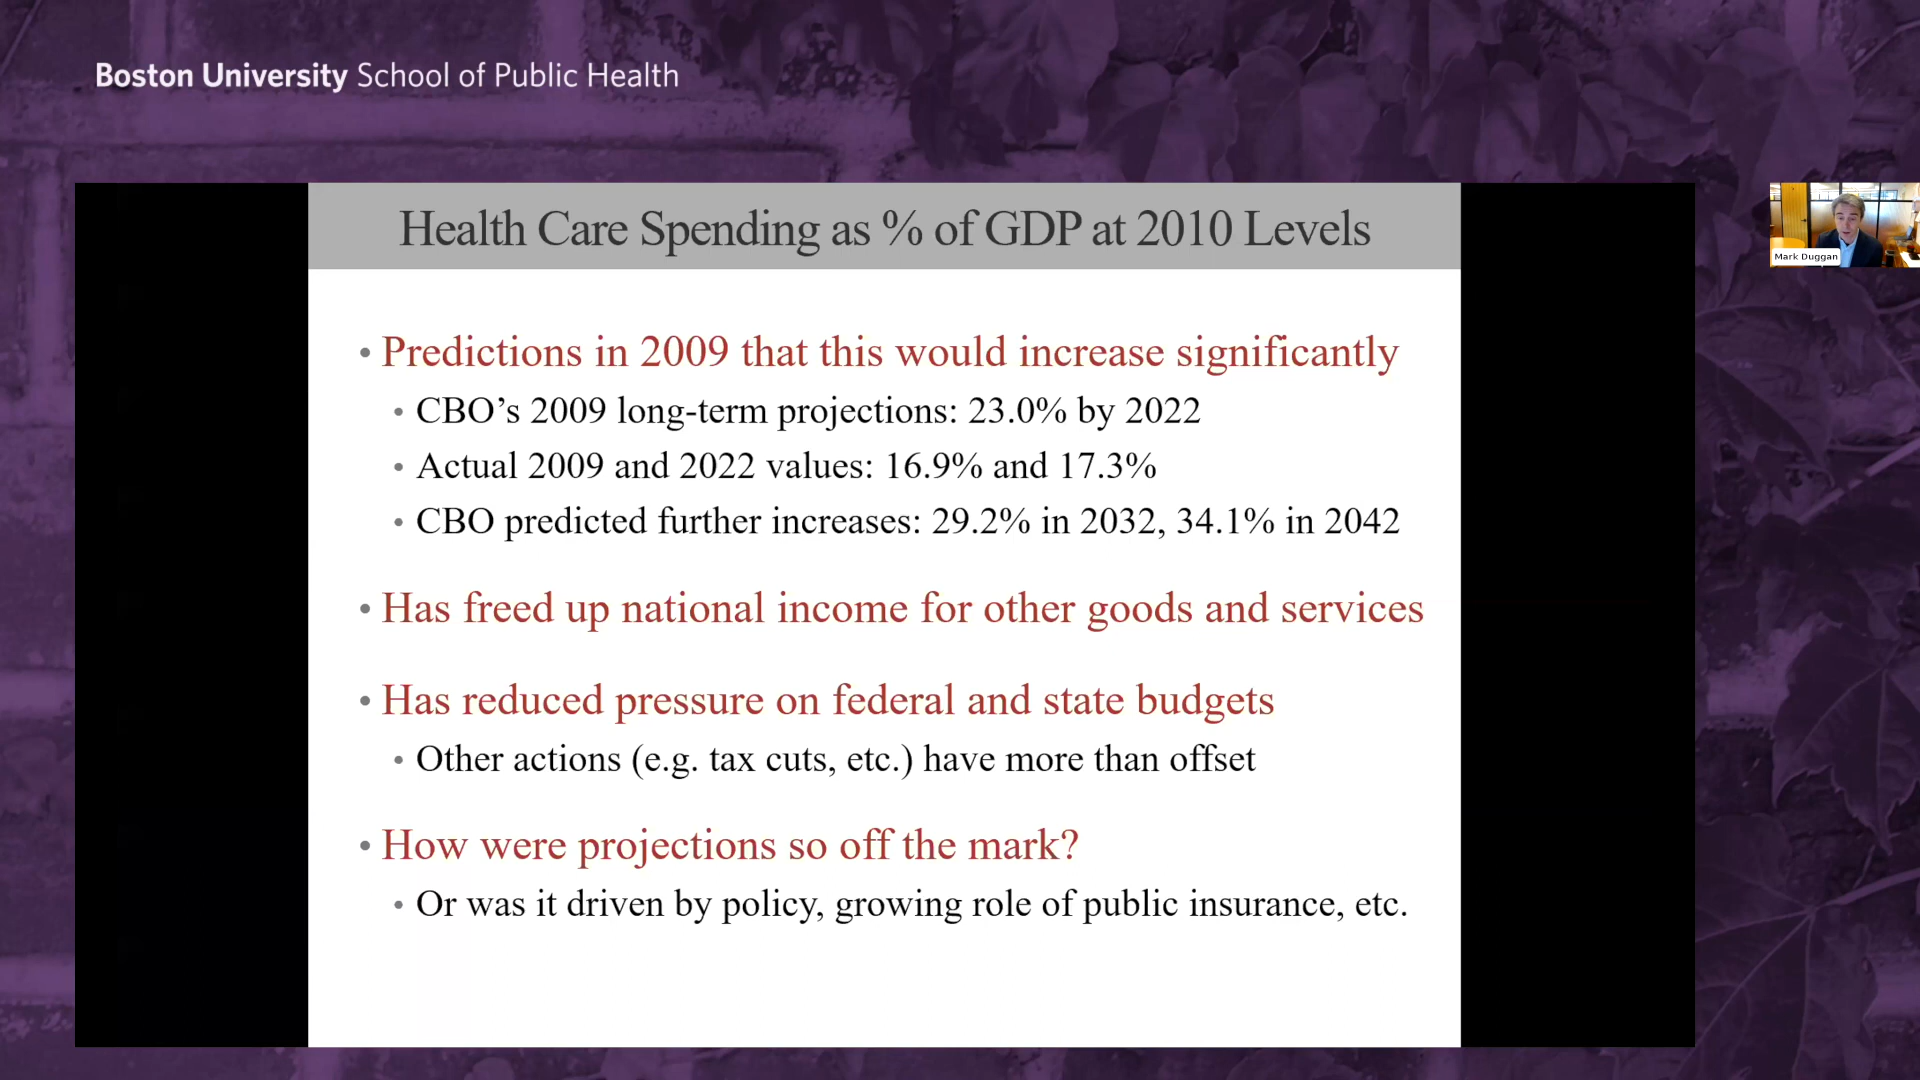 Boston University School of Public Health
Health Care Spending as % of GDP at 2010 Levels
Mark Duggan
• Predictions in 2009 that this would increase significantly
• CBO’s 2009 long-term projections: 23.0% by 2022
• Actual 2009 and 2022 values: 16.9% and 17.3%
• CBO predicted further increases: 29.2% in 2032, 34.1% in 2042
• Has freed up national income for other goods and services
• Has reduced pressure on federal and state budgets
• Other actions (e.g. tax cuts, etc.) have more than offset
• How were projections so off the mark?
• Or was it driven by policy, growing role of public insurance, etc.